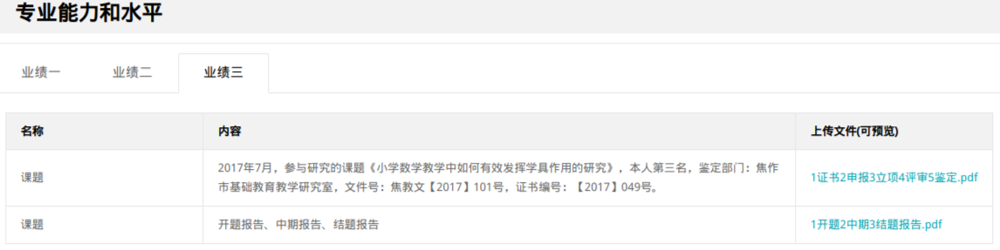 专业能力和水平
业绩一 业绩二 业绩三
名称 内容 上传文件(可预览)
课题
2017年7月，参与研究的课题《小学数学教学中如何有效发挥学具作用的研究》，本人第三名，鉴定部门：焦作
市基础教育教学研究室，文件号：焦教文【2017】101号，证书编号：【2017】049号。
1证书2申报3立项4评审5鉴定.pdf
课题 开题报告、中期报告、结题报告 1开题2中期3结题报告.pdf